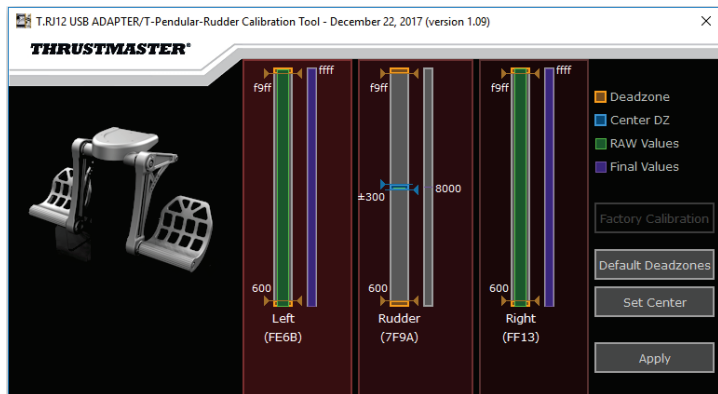 T.RJ12 USB ADAPTER/T-Pendular-Rudder Calibration Tool - December 22, 2017 (version 1.09)
THRUSTMASTER®
ffff
f9ff
600
Left
(FE6B)
f9ff
±300
8000
600
Rudder
(7F9A)
ffff
f9ff
600
Right
(FF13)
Deadzone
Center DZ
RAW Values
Final Values
Factory Calibration
Default Deadzones
Set Center
Apply